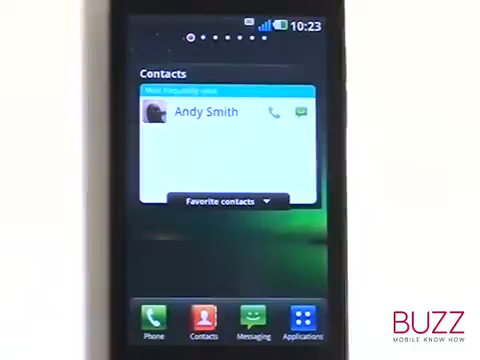 10:23
Contacts
Most frequently used
Andy Smith
Favorite contacts
Phone
Contacts
Messaging
Applications
BUZZ
MOBILE KNOW HOW